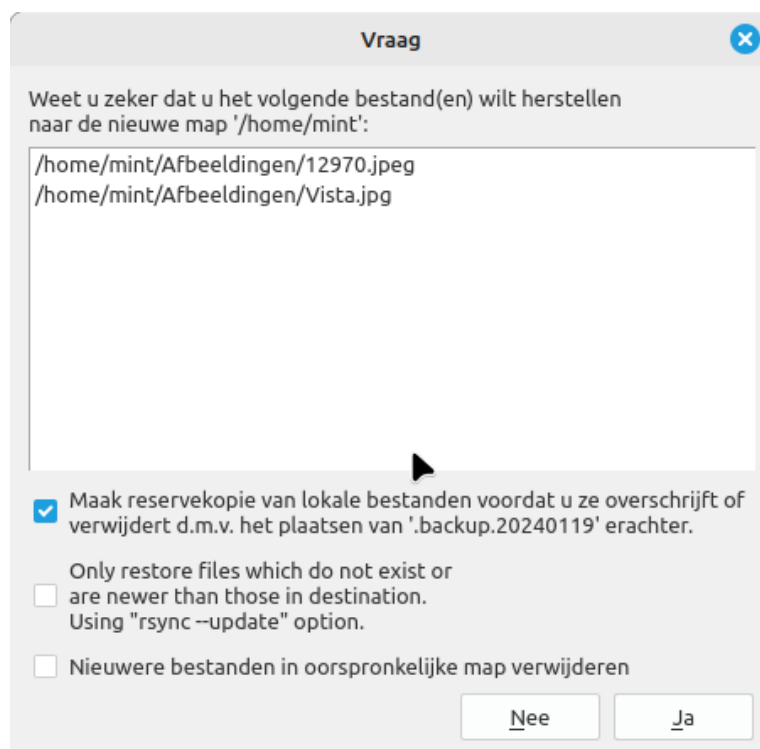 Vraag
Weet u zeker dat u het volgende bestand(en) wilt herstellen
naar de nieuwe map '/home/mint':
/home/mint/Afbeeldingen/12970.jpeg
/home/mint/Afbeeldingen/Vista.jpg
Maak reservekopie van lokale bestanden voordat u ze overschrijft of
verwijdert d.m.v. het plaatsen van '.backup.20240119' erachter.
Only restore files which do not exist or
are newer than those in destination.
Using "rsync --update" option.
Nieuwere bestanden in oorspronkelijke map verwijderen
Nee
Ja